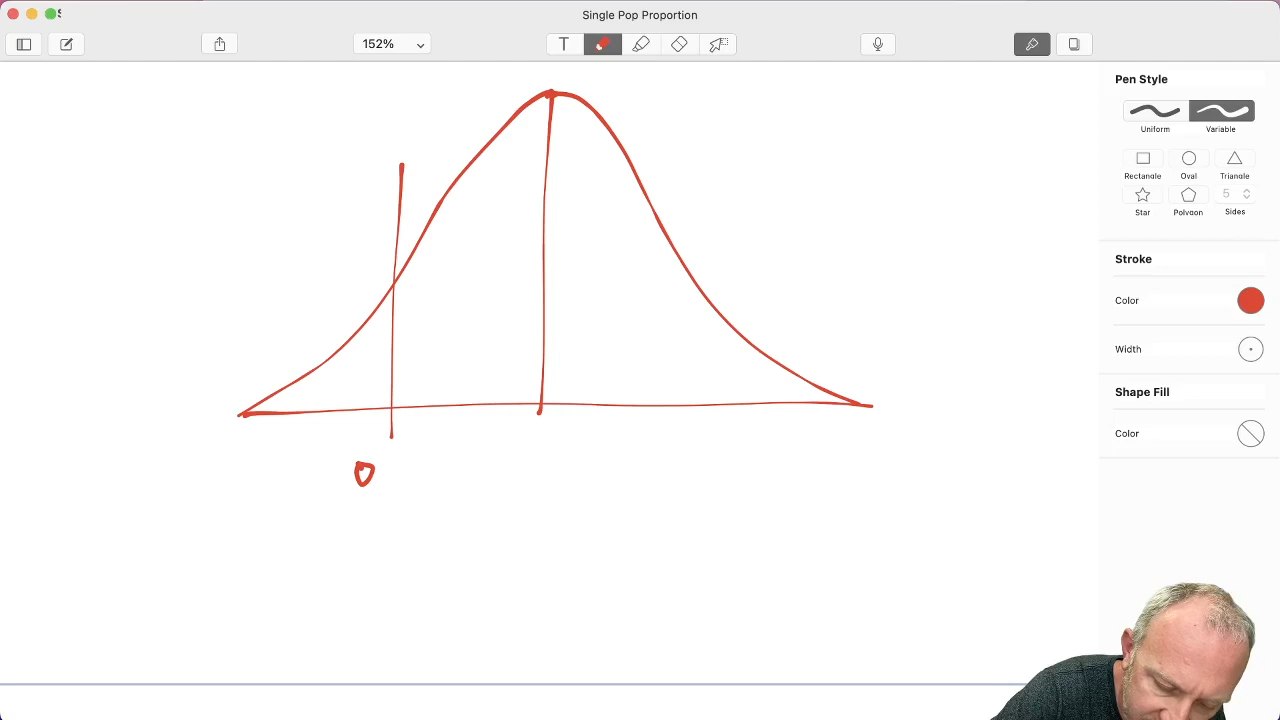 Single Pop Proportion
152%
T
Pen Style
Uniform Variable
Rectangle Oval Triangle
5
Star Polygon Sides
Stroke
Color
Width
Shape Fill
Color
0